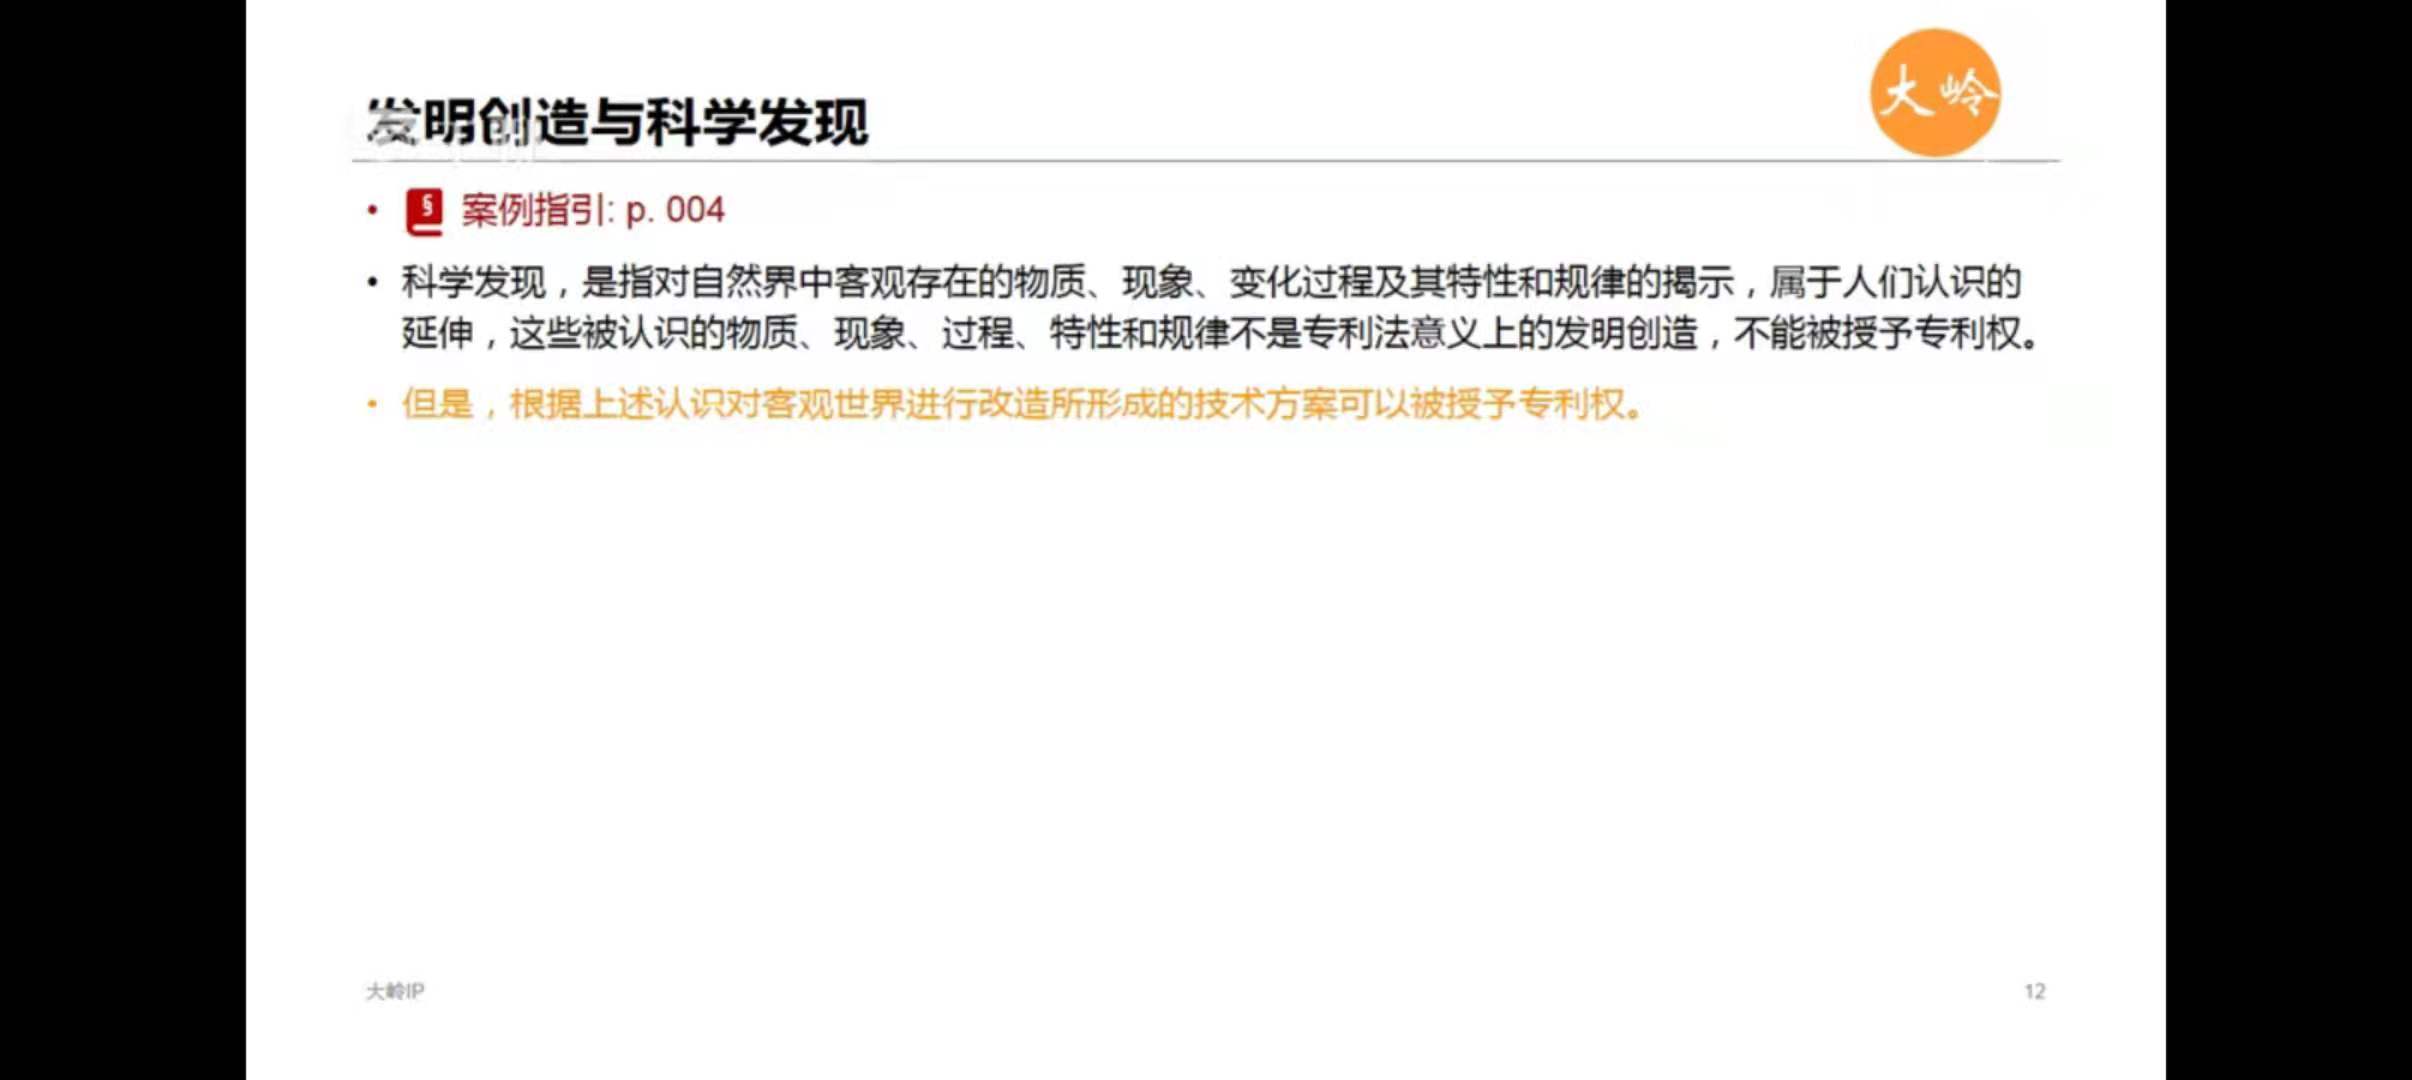 大岭
发明创造与科学发现
• § 案例指引: p. 004
• 科学发现，是指对自然界中客观存在的物质、现象、变化过程及其特性和规律的揭示，属于人们认识的
延伸，这些被认识的物质、现象、过程、特性和规律不是专利法意义上的发明创造，不能被授予专利权。
• 但是，根据上述认识对客观世界进行改造所形成的技术方案可以被授予专利权。
大岭IP
12